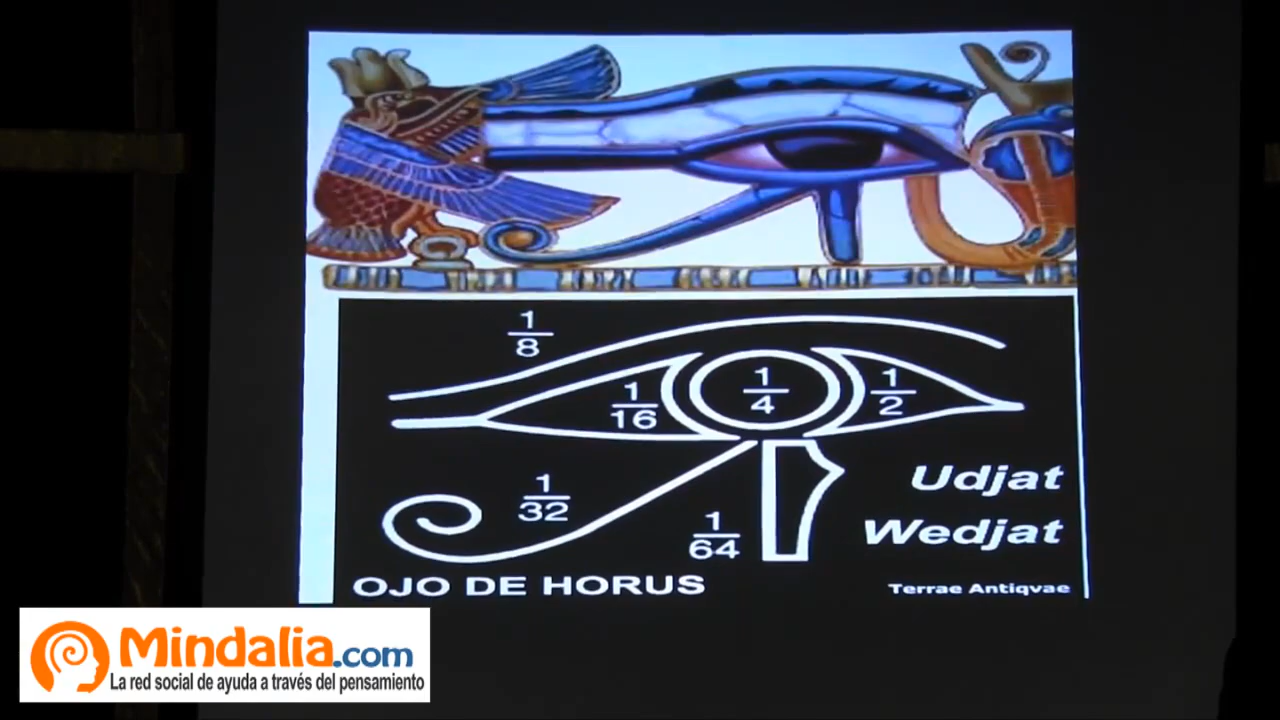 1/8
1/16
1/4
1/2
1/32
1/64
Udjat
Wedjat
OJO DE HORUS
Terrae Antiqvae
Mindalia.com
La red social de ayuda a través del pensamiento